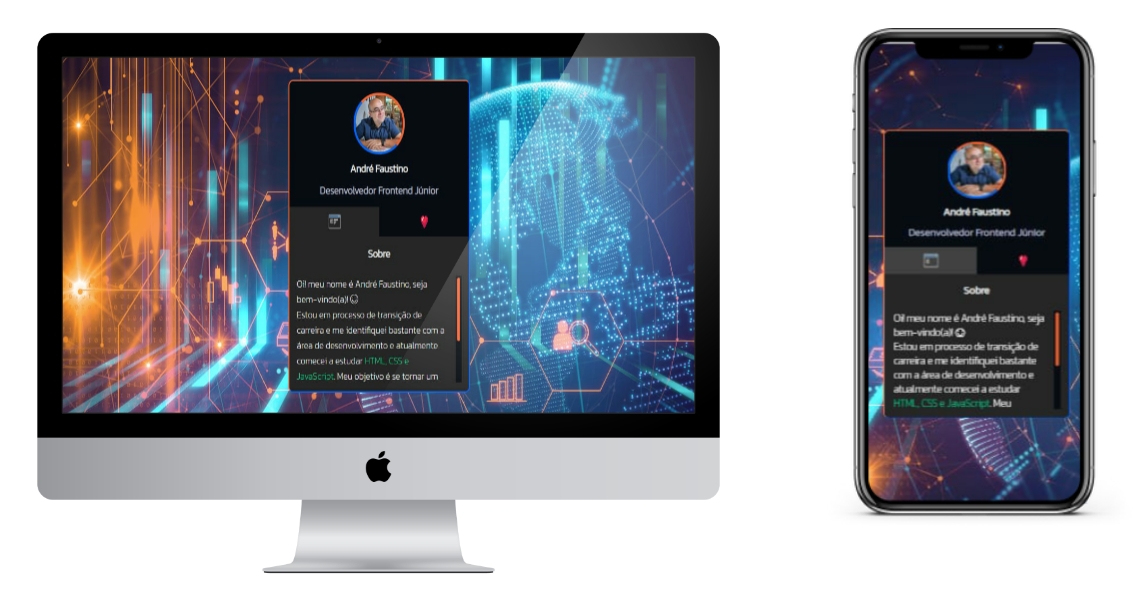 André Faustino
Desenvolvedor Frontend Júnior
Sobre
Oi! meu nome é André Faustino, seja
bem-vindo(a)! ☺
Estou em processo de transição de
carreira e me identifiquei bastante com a
área de desenvolvimento e atualmente
comecei a estudar HTML, CSS e
JavaScript. Meu objetivo é se tornar um
André Faustino
Desenvolvedor Frontend Júnior
Sobre
Oi! meu nome é André Faustino, seja
bem-vindo(a)! ☺
Estou em processo de transição de
carreira e me identifiquei bastante
com a área de desenvolvimento e
atualmente comecei a estudar
HTML, CSS e JavaScript. Meu